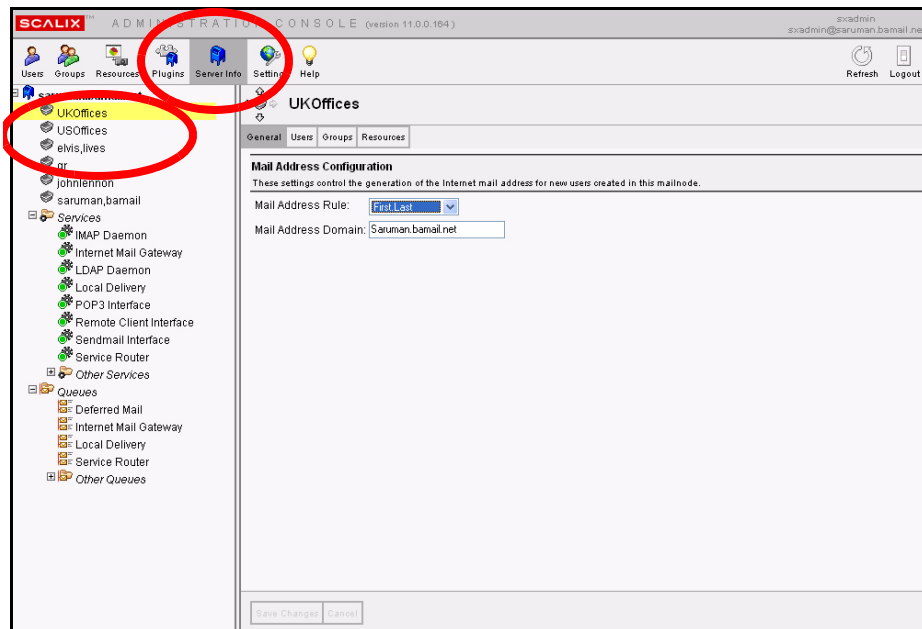 SCALIX ADMINISTRATION CONSOLE (version 11.0.0.164)
sxadmin
sxadmin@saruman.bamail.ne
Users Groups Resources Plugins Server Info Setting Help
Refresh Logout
UKOffices
USOffices
elvis,lives
johnlennon
saruman,bamail
Services
IMAP Daemon
Internet Mail Gateway
LDAP Daemon
Local Delivery
POP3 Interface
Remote Client Interface
Sendmail Interface
Service Router
Other Services
Queues
Deferred Mail
Internet Mail Gateway
Local Delivery
Service Router
Other Queues
UKOffices
General Users Groups Resources
Mail Address Configuration
These settings control the generation of the Internet mail address for new users created in this mailnode.
Mail Address Rule: First.Last
Mail Address Domain: Saruman.bamail.net
Save Changes Cancel